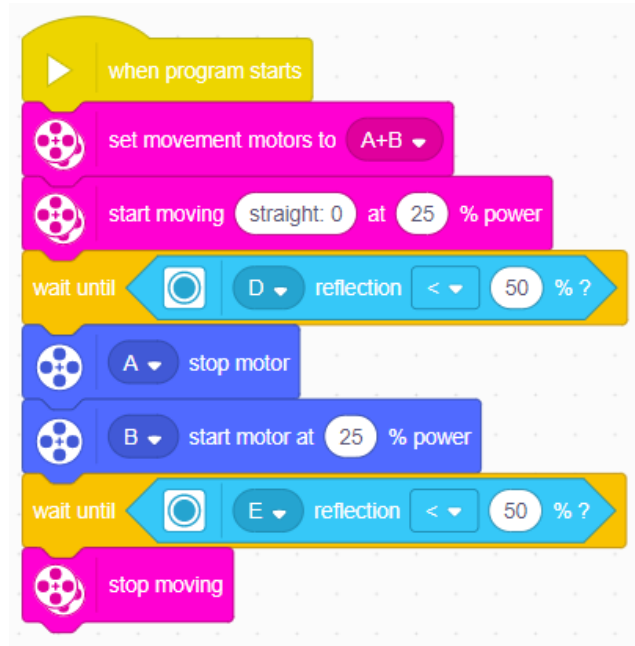 when program starts
set movement motors to A+B
start moving straight: 0 at 25 % power
wait until D reflection < 50 % ?
A stop motor
B start motor at 25 % power
wait until E reflection < 50 % ?
stop moving